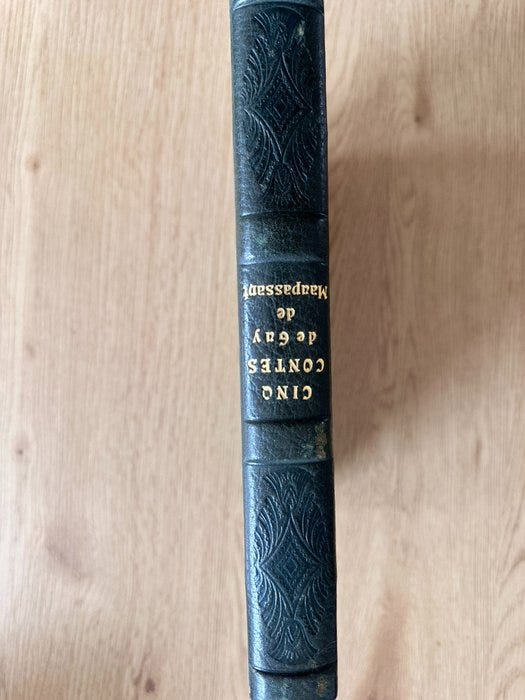 CINQ
CONTES
de Guy
de
Maupassant